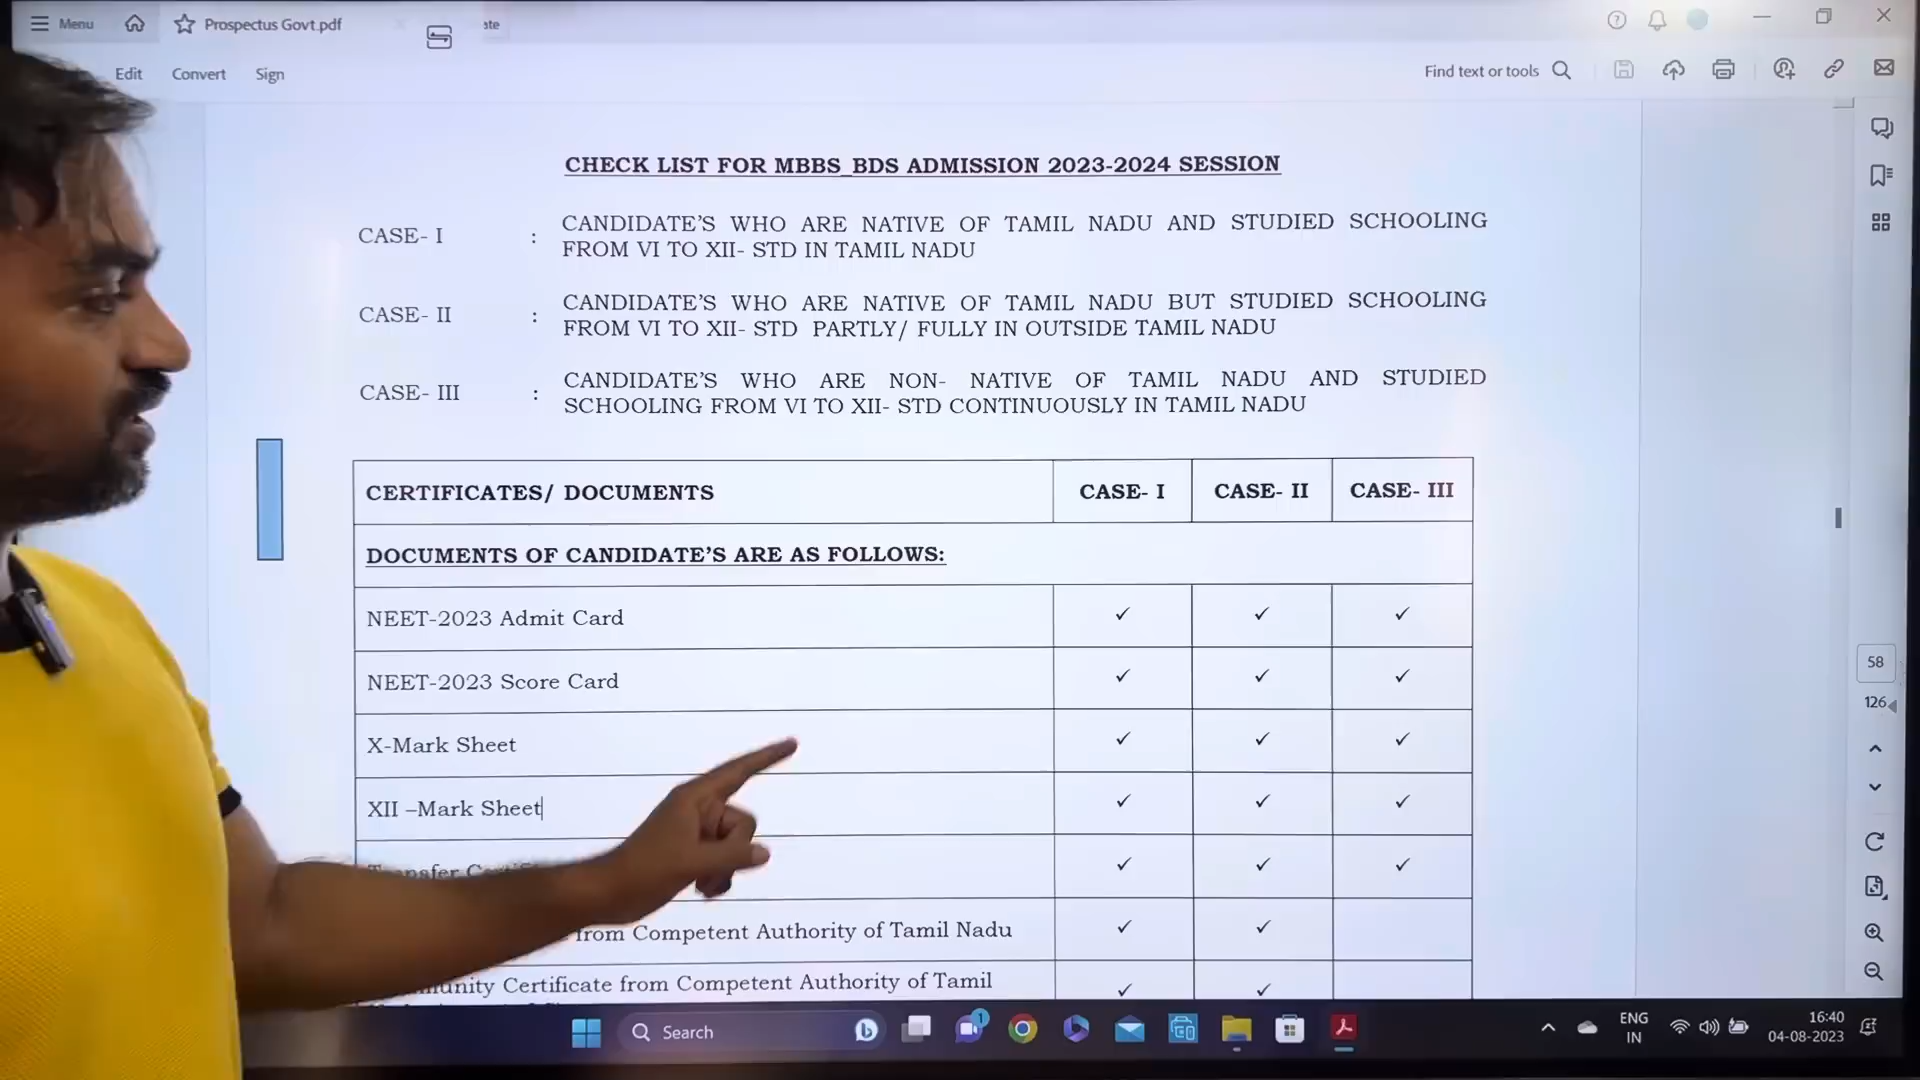 Menu
Prospectus Govt.pdf
ate
Edit
Convert
Sign
Find text or tools
CHECK LIST FOR MBBS_BDS ADMISSION 2023-2024 SESSION
CASE- I : CANDIDATE'S WHO ARE NATIVE OF TAMIL NADU AND STUDIED SCHOOLING
FROM VI TO XII- STD IN TAMIL NADU
CASE- II : CANDIDATE'S WHO ARE NATIVE OF TAMIL NADU BUT STUDIED SCHOOLING
FROM VI TO XII- STD PARTLY/ FULLY IN OUTSIDE TAMIL NADU
CASE- III : CANDIDATE'S WHO ARE NON- NATIVE OF TAMIL NADU AND STUDIED
SCHOOLING FROM VI TO XII- STD CONTINUOUSLY IN TAMIL NADU
CERTIFICATES/ DOCUMENTS CASE- I CASE- II CASE- III
DOCUMENTS OF CANDIDATE'S ARE AS FOLLOWS:
NEET-2023 Admit Card ✓ ✓ ✓
NEET-2023 Score Card ✓ ✓ ✓
X-Mark Sheet ✓ ✓ ✓
XII –Mark Sheet ✓ ✓ ✓
✓ ✓ ✓
from Competent Authority of Tamil Nadu ✓ ✓
Certificate from Competent Authority of Tamil ✓ ✓
58
126
Search
1
ENG
IN
16:40
04-08-2023